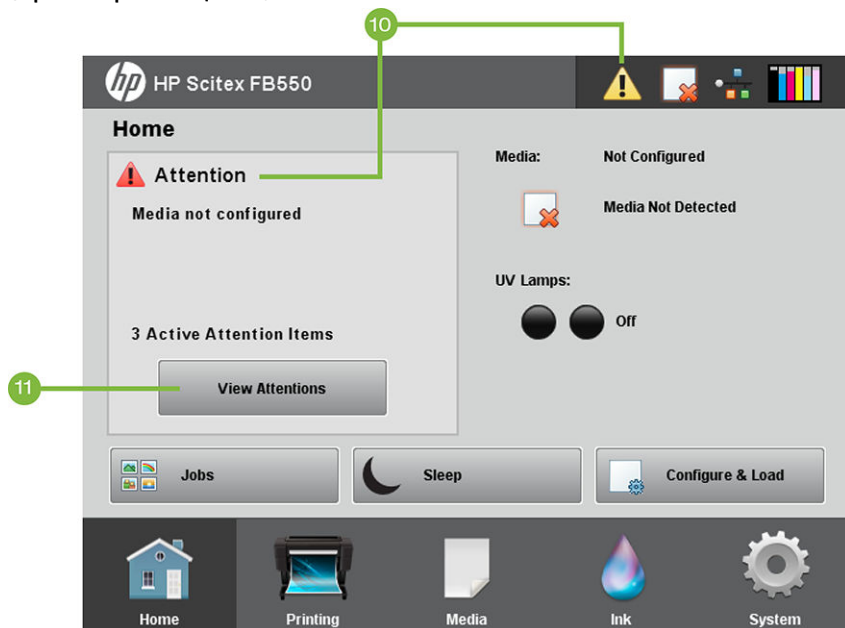 10
hp HP Scitex FB550
Home
Attention
Media not configured
3 Active Attention Items
11
View Attentions
Media: Not Configured
Media Not Detected
UV Lamps:
Off
Jobs
Sleep
Configure & Load
Home
Printing
Media
Ink
System